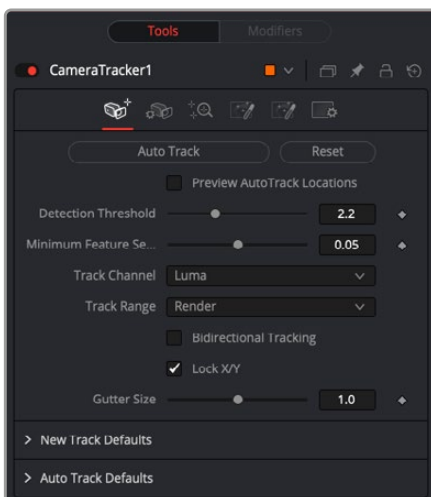 Tools Modifiers
CameraTracker1
Auto Track Reset
Preview AutoTrack Locations
Detection Threshold 2.2
Minimum Feature Se... 0.05
Track Channel Luma
Track Range Render
Bidirectional Tracking
Lock X/Y
Gutter Size 1.0
New Track Defaults
Auto Track Defaults